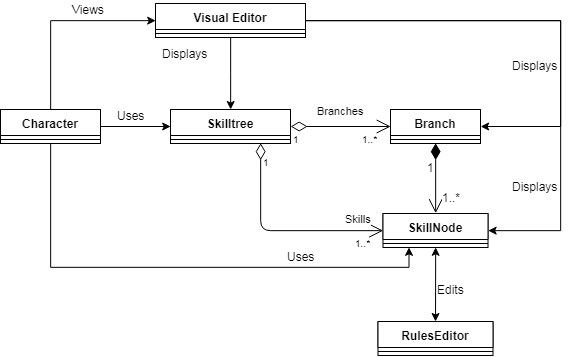 Views
Visual Editor
Displays
Displays
Character
Uses
Skilltree
1
Branches
1..*
Branch
1
1
Displays
1..*
Skills
1..*
SkillNode
Uses
Edits
RulesEditor